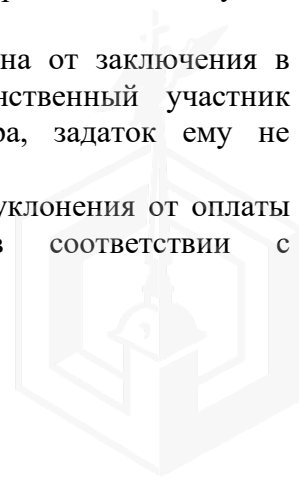 на от заключения в
нственный участник
ра, задаток ему не
уклонения от оплаты
в соответствии с